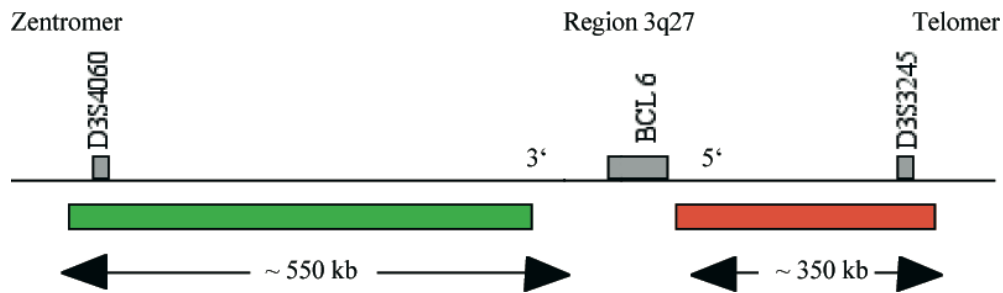 Zentromer Region 3q27 Telomer
D3S4060 BCL 6 D3S3245
3‘ 5‘
~ 550 kb ~ 350 kb